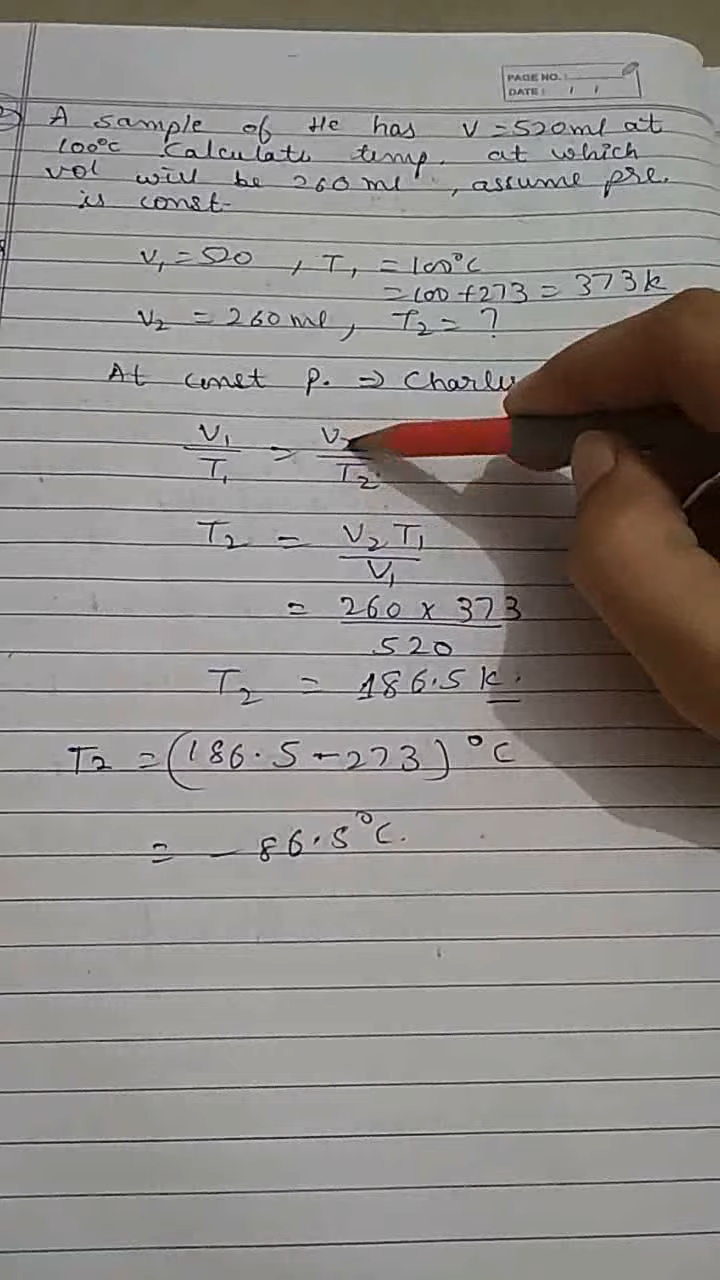 PAGE NO.:
DATE: / /
A sample of He has V = 520 ml at
100°C Calculate temp. at which
vol will be 260 ml, assume pre.
is const.
V₁ = 520 , T₁ = 100°C
= 100 + 273 = 373 k
V₂ = 260 ml, T₂ = ?
At const p. ⇒
V₁/T₁ = V₂/T₂
T₂ = V₂ T₁/V₁
= 260 x 373/520
T₂ = 186.5 k.
T₂ = (186.5 - 273) °C
= - 86.5°C.